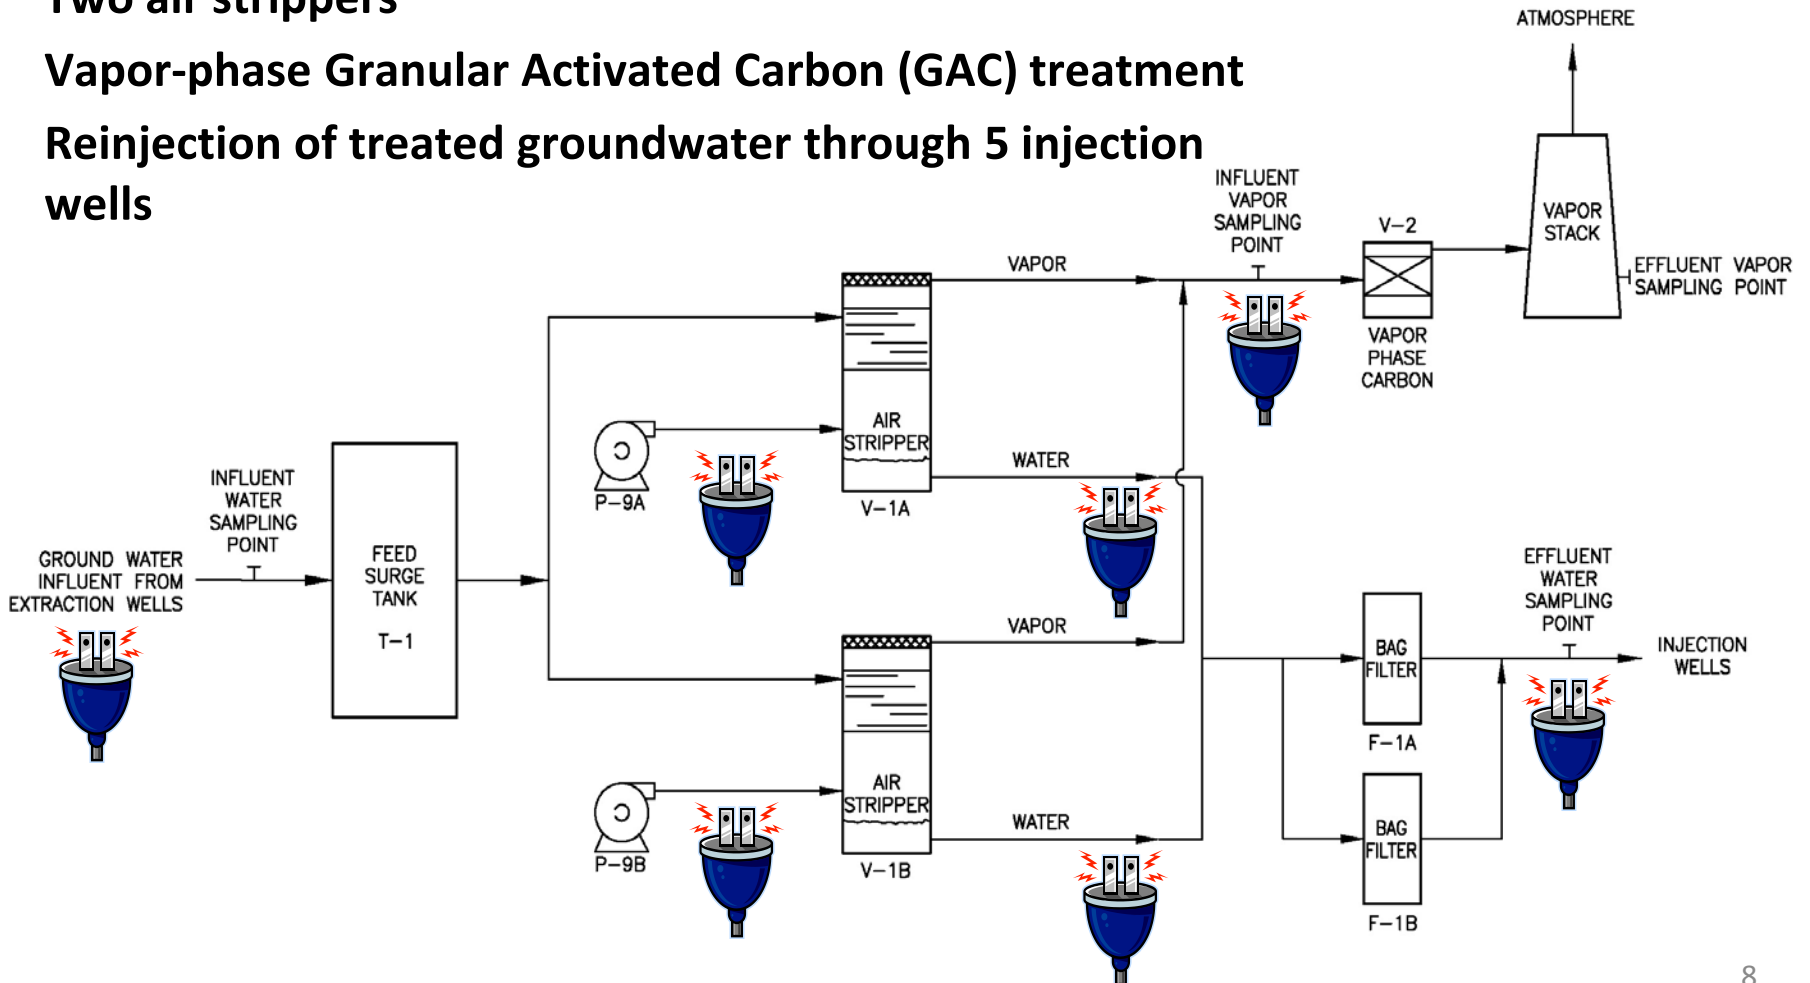 Two air strippers
Vapor-phase Granular Activated Carbon (GAC) treatment
Reinjection of treated groundwater through 5 injection
wells
ATMOSPHERE
VAPOR
STACK
EFFLUENT VAPOR
SAMPLING POINT
INFLUENT
VAPOR
SAMPLING
POINT
V-2
VAPOR
PHASE
CARBON
VAPOR
AIR
STRIPPER
V-1A
WATER
P-9A
INFLUENT
WATER
SAMPLING
POINT
GROUND WATER
INFLUENT FROM
EXTRACTION WELLS
FEED
SURGE
TANK
T-1
VAPOR
AIR
STRIPPER
V-1B
WATER
P-9B
BAG
FILTER
F-1A
BAG
FILTER
F-1B
EFFLUENT
WATER
SAMPLING
POINT
INJECTION
WELLS
8